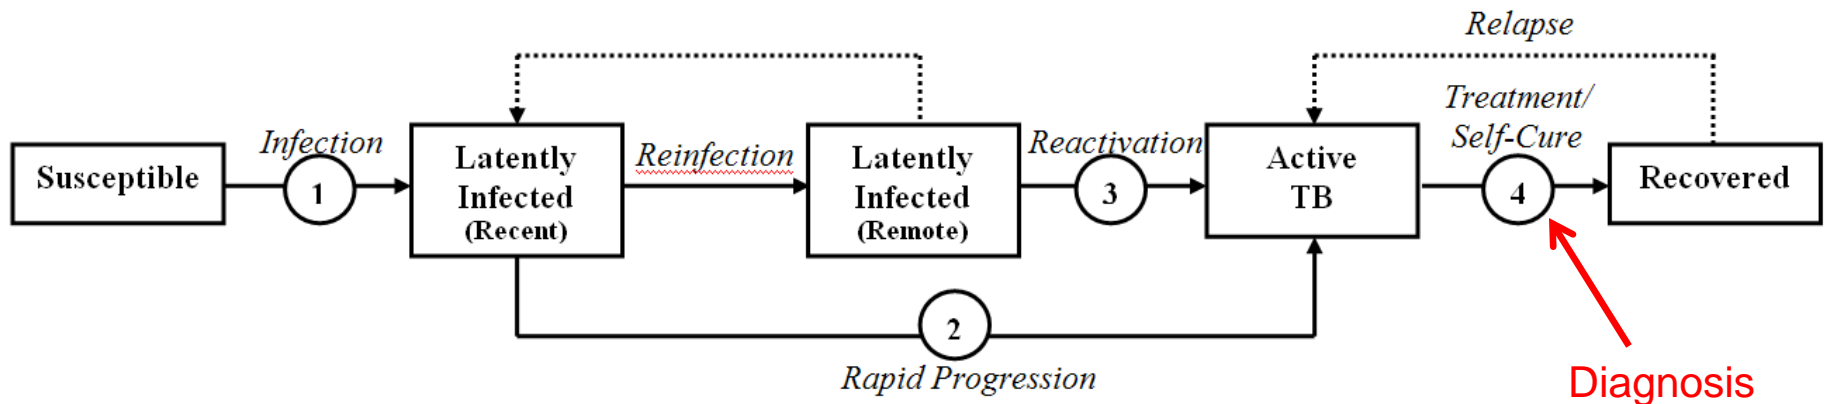 Relapse
Treatment/
Self-Cure
Infection
Reinfection
Reactivation
Susceptible
1
Latently
Infected
(Recent)
Latently
Infected
(Remote)
3
Active
TB
4
Recovered
2
Rapid Progression
Diagnosis